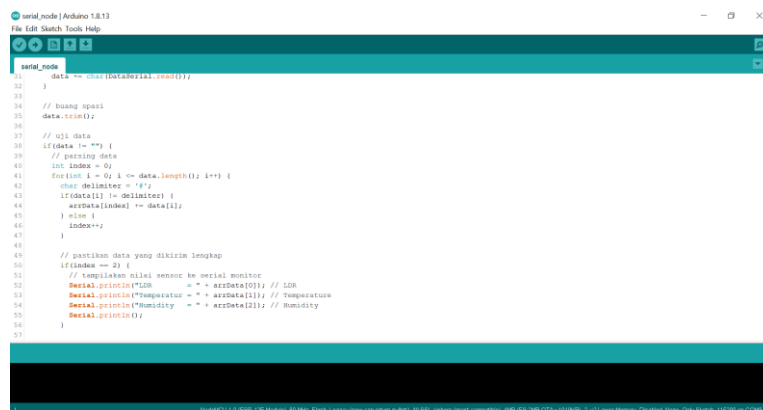 serial_node | Arduino 1.8.13
File Edit Sketch Tools Help
serial_node
31 data += char(DataSerial.read());
32 }
33
34 // buang spasi
35 data.trim();
36
37 // uji data
38 if(data != "") {
39 // parsing data
40 int index = 0;
41 for(int i = 0; i <= data.length(); i++) {
42 char delimiter = '#';
43 if(data[i] != delimiter) {
44 arrData[index] += data[i];
45 } else {
46 index++;
47 }
48
49 // pastikan data yang dikirim lengkap
50 if(index == 2) {
51 // tampilakan nilai sensor ke serial monitor
52 Serial.println("LDR = " + arrData[0]); // LDR
53 Serial.println("Temperatur = " + arrData[1]); // Temperature
54 Serial.println("Humidity = " + arrData[2]); // Humidity
55 Serial.println();
56 }
57